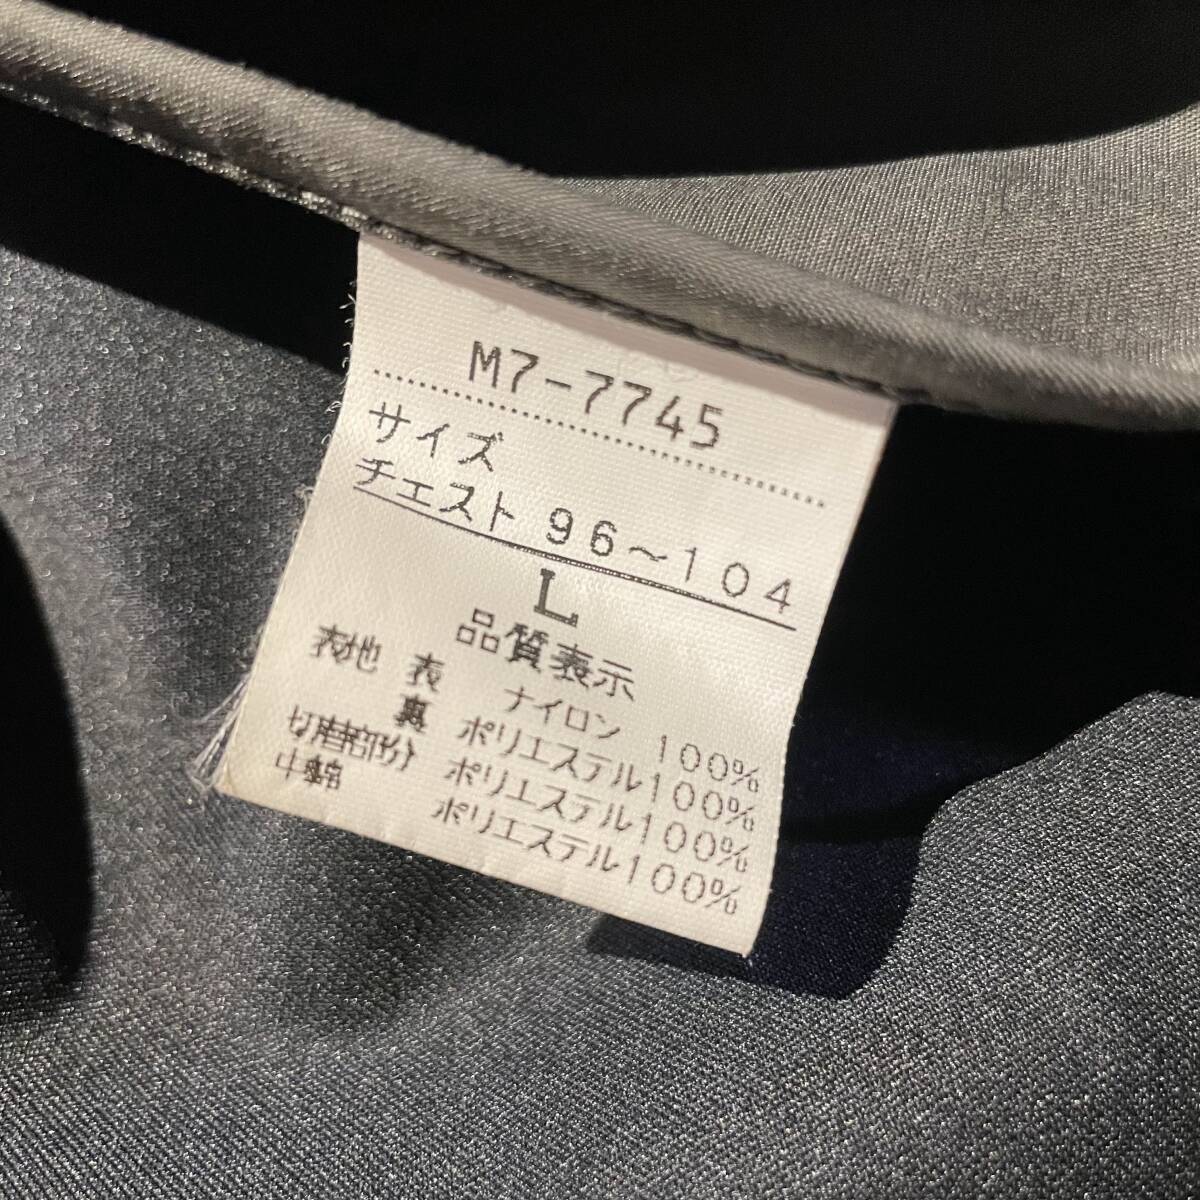 M7-7745
サイズ
チェスト 96～104
L
品質表示
表地 表 ナイロン 100%
裏 ポリエステル100%
切替部分 ポリエステル100%
中綿 ポリエステル100%